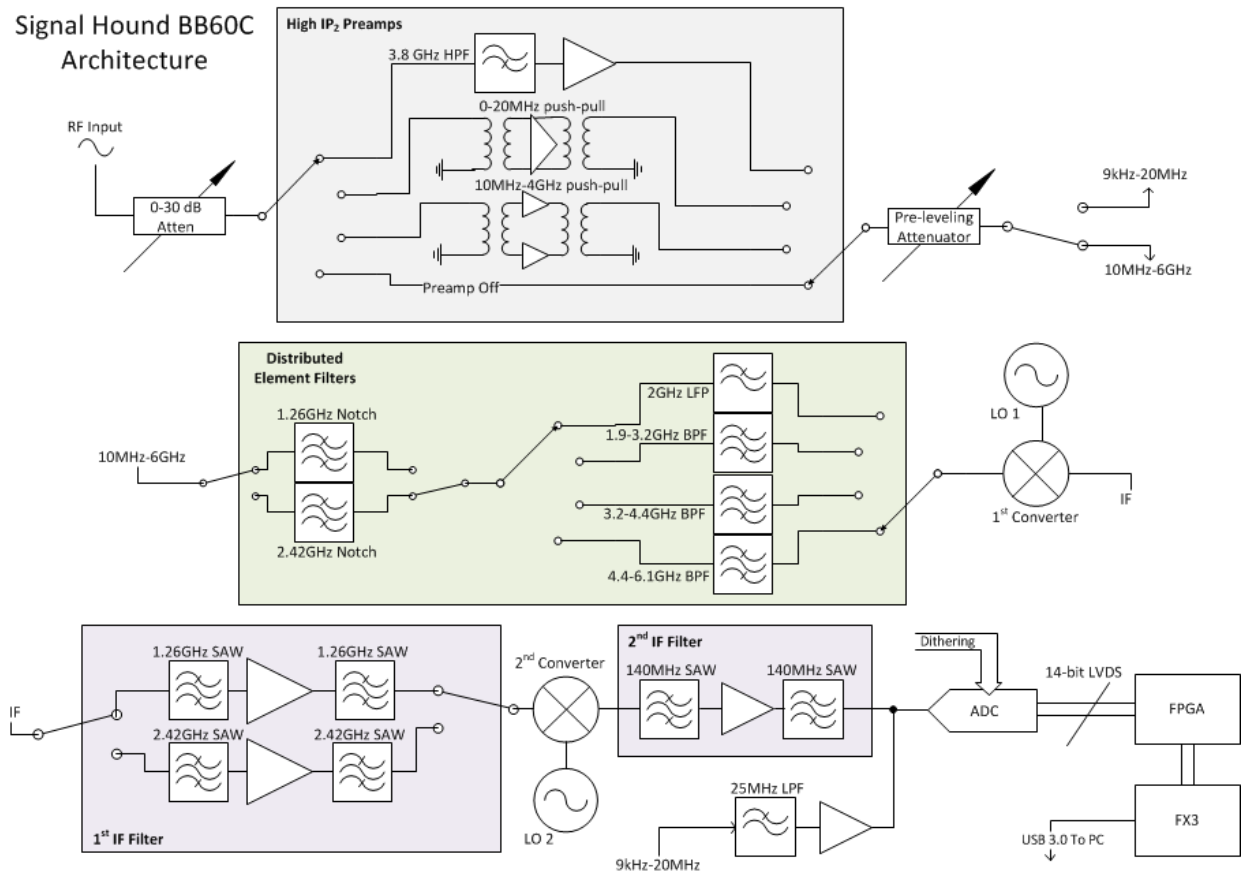 Signal Hound BB60C
Architecture
High IP2 Preamps
3.8 GHz HPF
0-20MHz push-pull
RF Input
10MHz-4GHz push-pull
0-30 dB
Atten
Preamp Off
Pre-leveling
Attenuator
9kHz-20MHz
10MHz-6GHz
Distributed
Element Filters
1.26GHz Notch
10MHz-6GHz
2.42GHz Notch
2GHz LFP
1.9-3.2GHz BPF
3.2-4.4GHz BPF
4.4-6.1GHz BPF
LO 1
1st Converter
IF
IF
1.26GHz SAW
1.26GHz SAW
2.42GHz SAW
2.42GHz SAW
1st IF Filter
2nd Converter
LO 2
2nd IF Filter
140MHz SAW
140MHz SAW
25MHz LPF
9kHz-20MHz
Dithering
ADC
14-bit LVDS
FPGA
FX3
USB 3.0 To PC